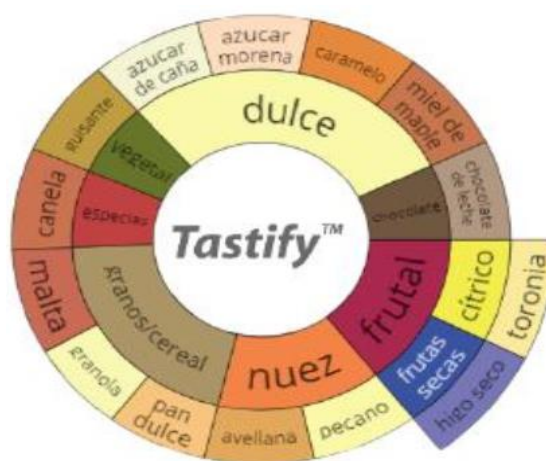 azucar
de caña
azucar
morena
caramelo
miel de
maple
chocolate
de leche
dulce
chocolate
guisante
vegetal
canela
especias
Tastify™
malta
granos/cereal
granola
pan
dulce
nuez
avellana
pecano
frutal
cítrico
toronja
frutas
secas
higo seco